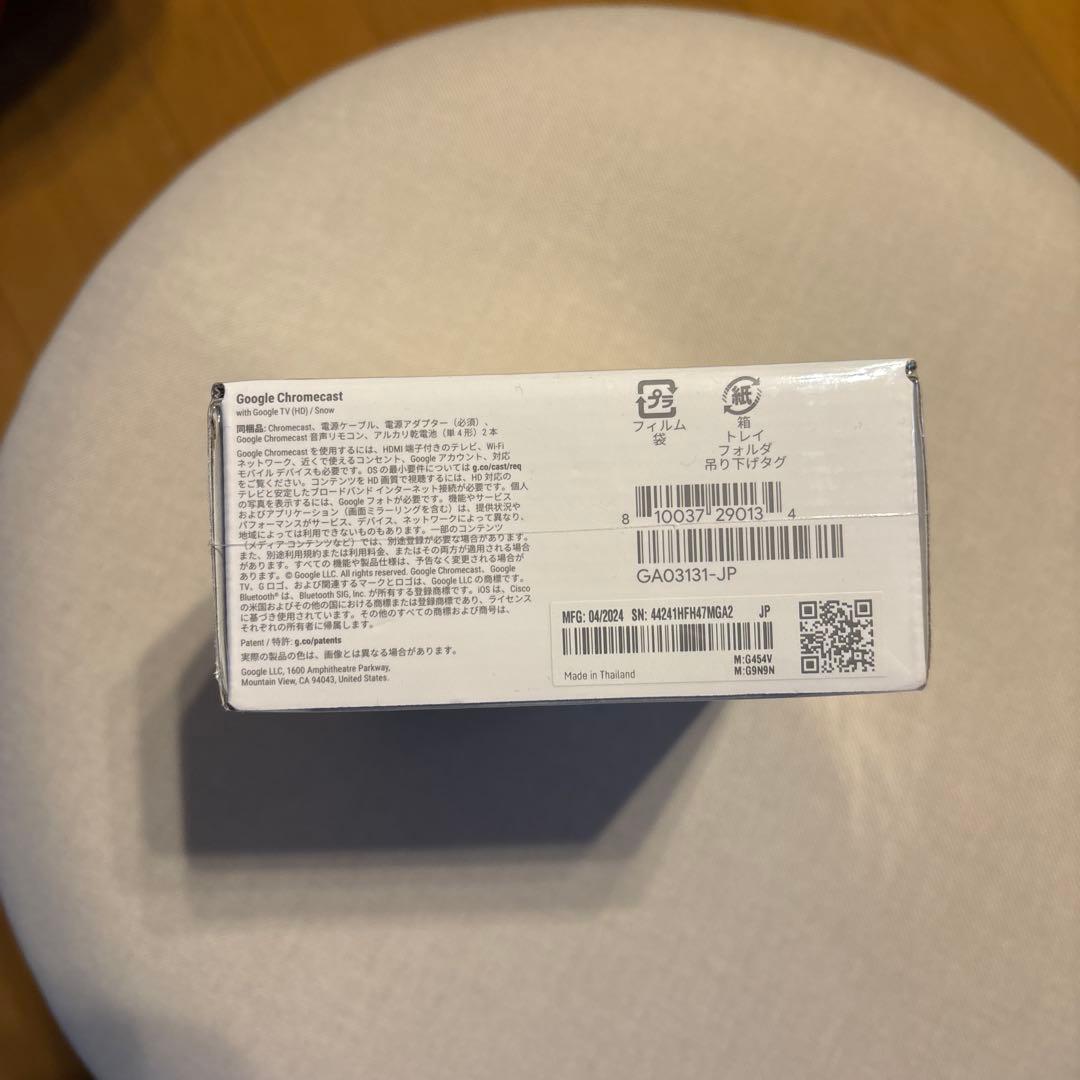 Google Chromecast
with Google TV (HD) / Snow
同梱品: Chromecast、電源ケーブル、電源アダプター（必須）、
Google Chromecast 音声リモコン、アルカリ乾電池（単 4 形）2 本
Google Chromecast を使用するには、HDMI 端子付きのテレビ、Wi-Fi
ネットワーク、近くで使えるコンセント、Google アカウント、対応
モバイル デバイスも必要です。OS の最小要件については g.co/cast/req
をご覧ください。コンテンツを HD 画質で視聴するには、HD 対応の
テレビと安定したブロードバンド インターネット接続が必要です。個人
の写真を表示するには、Google フォトが必要です。機能やサービス
およびアプリケーション（画面ミラーリングを含む）は、提供状況や
パフォーマンスがサービス、デバイス、ネットワークによって異なり、
地域によっては利用できないものもあります。一部のコンテンツ
（メディア コンテンツなど）では、別途登録が必要な場合があります。
また、別途利用規約または利用料金、またはその両方が適用される場合
があります。すべての 機能や製品仕様は、予告なく変更される場合が
あります。© Google LLC. All rights reserved. Google Chromecast、Google
TV、G ロゴ、および関連するマークとロゴは、Google LLC の商標です。
Bluetooth® は、Bluetooth SIG, Inc. が所有する登録商標です。iOS は、Cisco
の米国およびその他の国における商標または登録商標であり、ライセンス
に基づき使用されています。その他のすべての商標および商号は、
それぞれの所有者に帰属します。
Patent / 特許: g.co/patents
実際の製品の色は、画像とは異なる場合があります。
Google LLC, 1600 Amphitheatre Parkway,
Mountain View, CA 94043, United States.
プラ
フィルム
袋
紙
箱
トレイ
フォルダ
吊り下げタグ
8 10037 29013 4
GA03131-JP
MFG: 04/2024 SN: 44241HFH47MGA2 JP
M:G454V
M:G9N9N
Made in Thailand